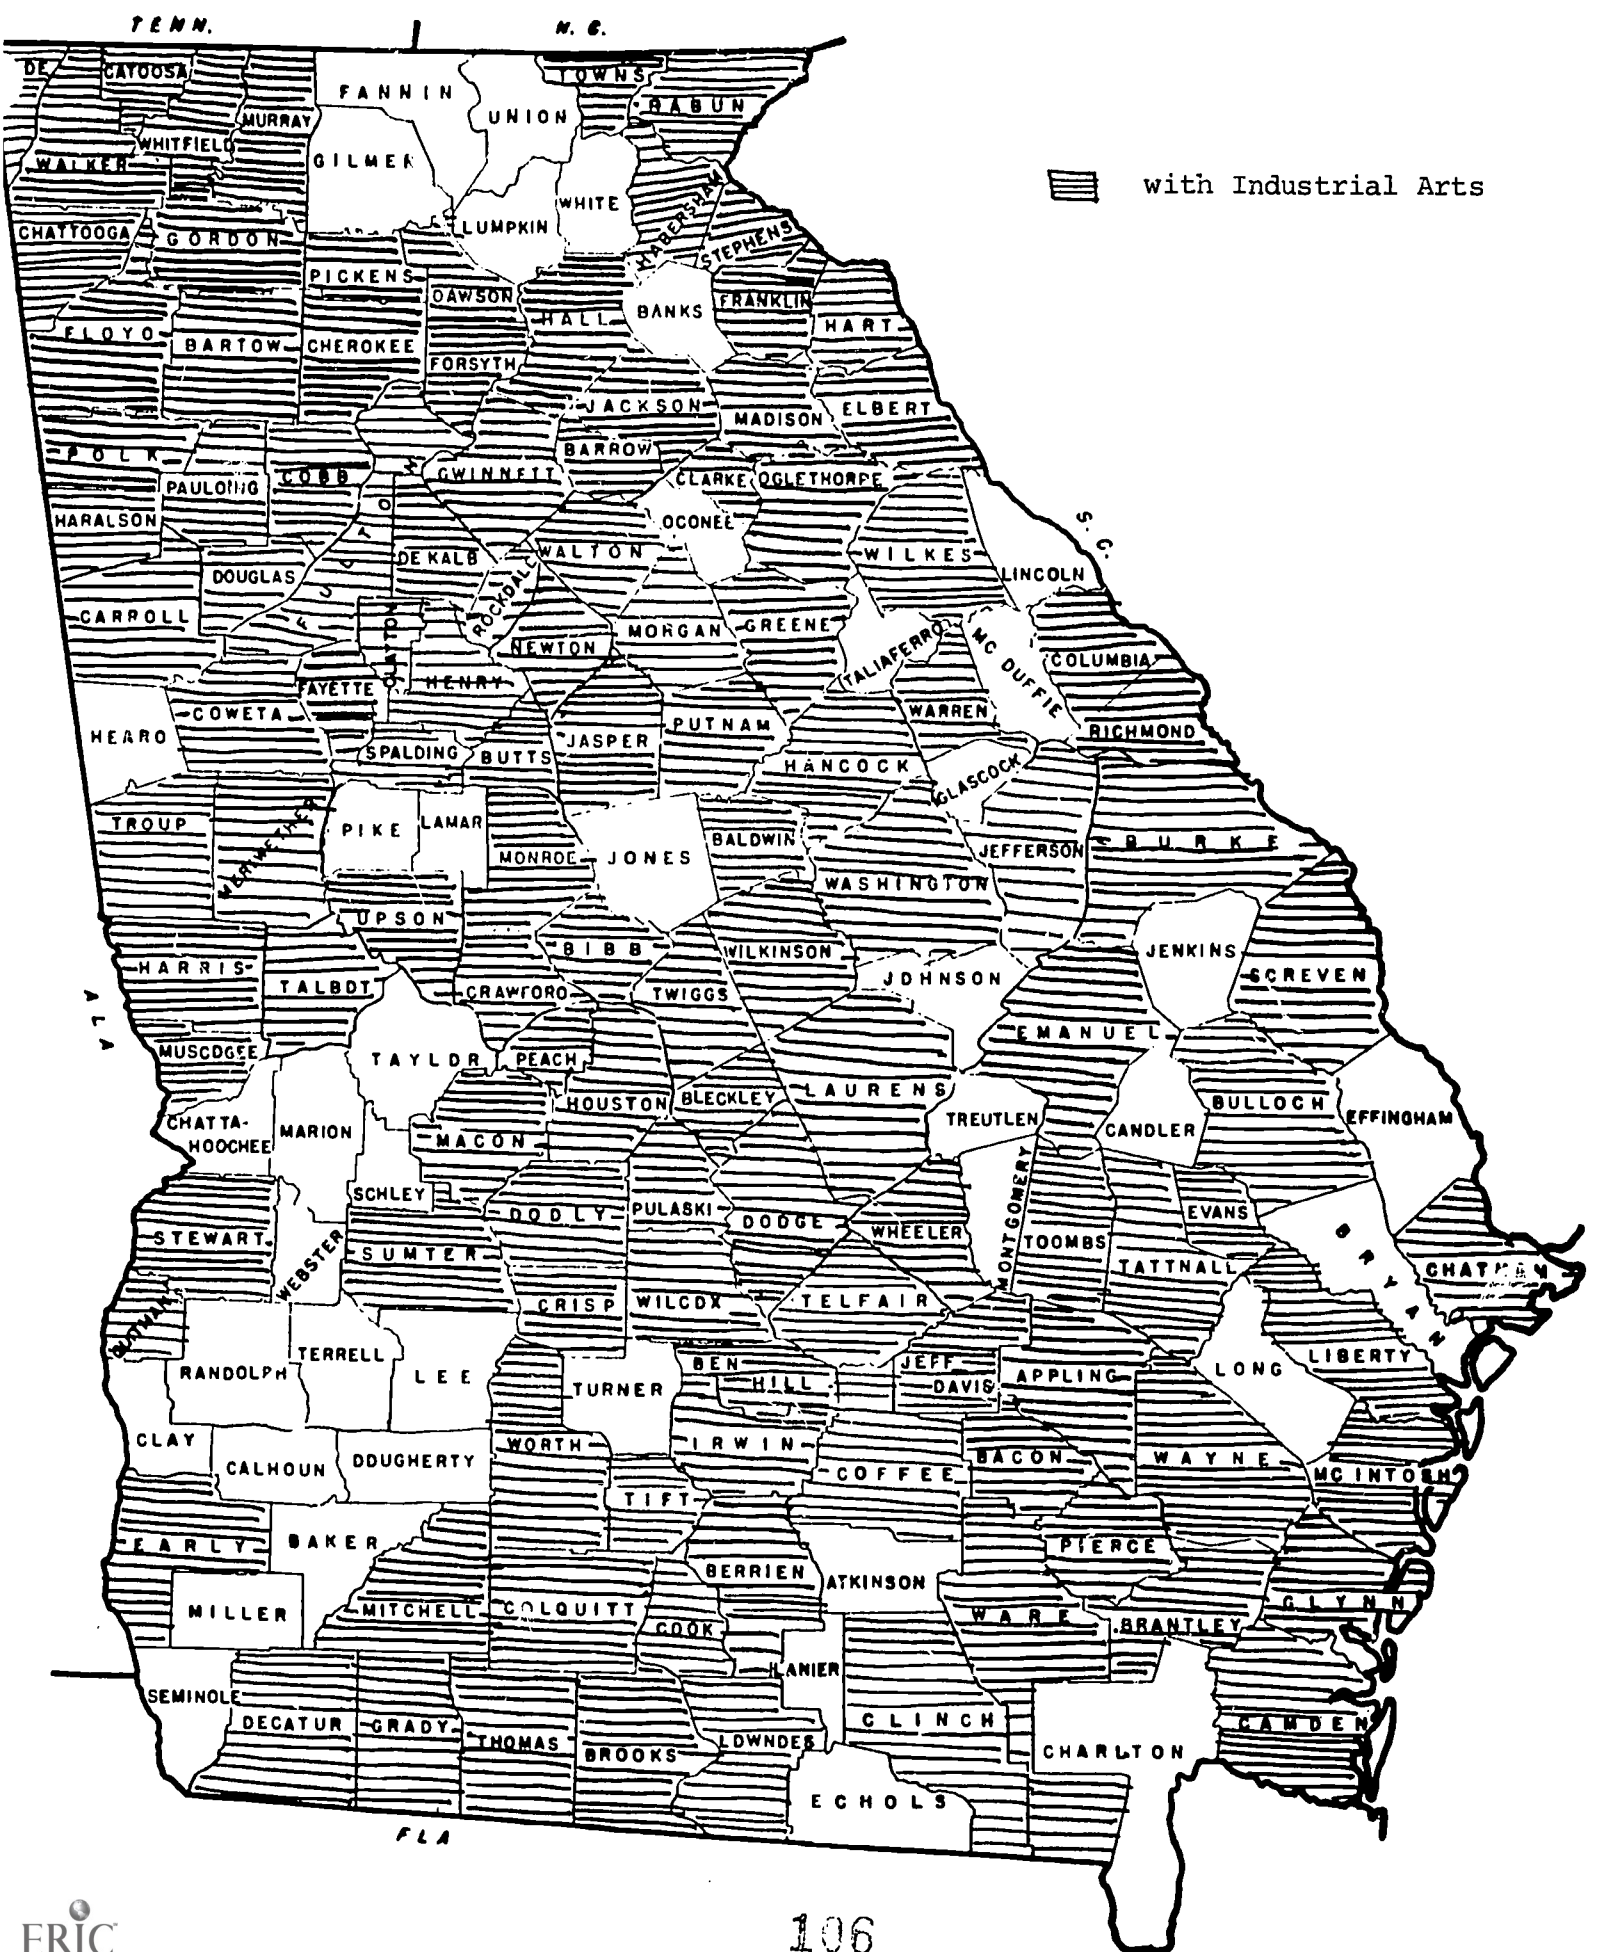 TENN. N. C.
DE CATOOSA FANNIN TOWNS
UNION RABUN
MURRAY
WHITFIELD
WALKER GILMER
with Industrial Arts
WHITE HABERSHAM
CHATTOOGA GORDON LUMPKIN STEPHENS
PICKENS
DAWSON HALL BANKS FRANKLIN
FLOYO BARTOW CHEROKEE HART
FORSYTH
JACKSON MADISON ELBERT
POLK BARROW
PAULDING COBB GWINNETT CLARKE OGLETHORPE
HARALSON OCONEE S. C.
FULTON DE KALB WALTON WILKES
DOUGLAS LINCOLN
CARROLL CLAYTON ROCKDALE MORGAN GREENE
NEWTON TALIAFERRO MC DUFFIE COLUMBIA
FAYETTE HENRY
COWETA WARREN
HEARO SPALDING BUTTS JASPER PUTNAM RICHMOND
HANCOCK GLASCOCK
TROUP MERIWETHER PIKE LAMAR
MONROE JONES BALDWIN JEFFERSON BURKE
WASHINGTON
UPSON
HARRIS BIBB WILKINSON JENKINS
TALBOT CRAWFORD TWIGGS JOHNSON SCREVEN
ALA
MUSCOGEE TAYLOR PEACH EMANUEL
HOUSTON BLECKLEY LAURENS BULLOCH
CHATTA-
HOOCHEE MARION MACON TREUTLEN CANDLER EFFINGHAM
SCHLEY
STEWART WEBSTER SUMTER DOOLY PULASKI DODGE WHEELER MONTGOMERY TOOMBS EVANS BRYAN
TATTNALL CHATHAM
QUITMAN CRISP WILCOX TELFAIR
RANDOLPH TERRELL LEE TURNER BEN
HILL JEFF
DAVIS APPLING LONG LIBERTY
CLAY CALHOUN DOUGHERTY WORTH IRWIN COFFEE BACON WAYNE MC INTOSH
TIFT
EARLY BAKER BERRIEN PIERCE
ATKINSON
MILLER MITCHELL COLQUITT COOK WARE BRANTLEY GLYNN
LANIER
SEMINOLE DECATUR GRADY THOMAS BROOKS LOWNDES CLINCH CHARLTON CAMDEN
ECHOLS
FLA
106
ERIC